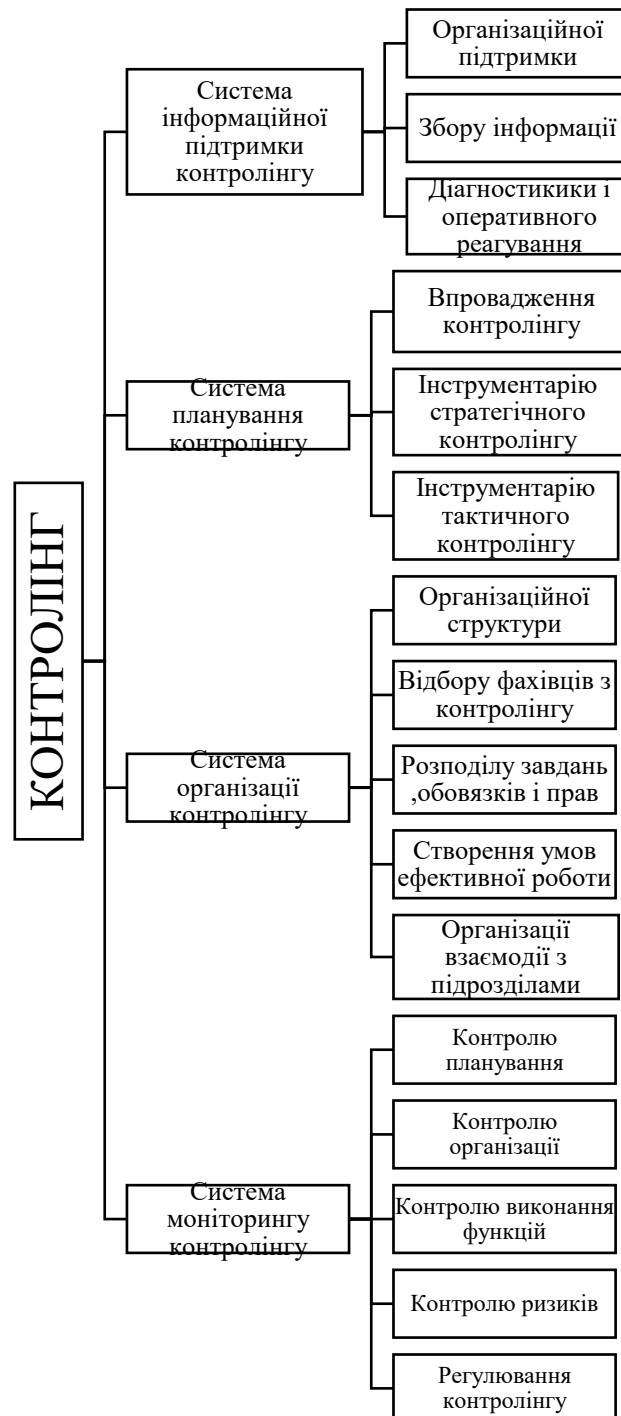 КОНТРОЛІНГ
Система
інформаційної
підтримки
контролінгу
Організаційної
підтримки
Збору інформації
Діагностикики і
оперативного
реагування
Система
планування
контролінгу
Впровадження
контролінгу
Інструментарію
стратегічного
контролінгу
Інструментарію
тактичного
контролінгу
Система
організації
контролінгу
Організаційної
структури
Відбору фахівців з
контролінгу
Розподілу завдань
,обовязків і прав
Створення умов
ефективної роботи
Організації
взаємодії з
підрозділами
Система
моніторингу
контролінгу
Контролю
планування
Контролю
організації
Контролю виконання
функцій
Контролю ризиків
Регулювання
контролінгу